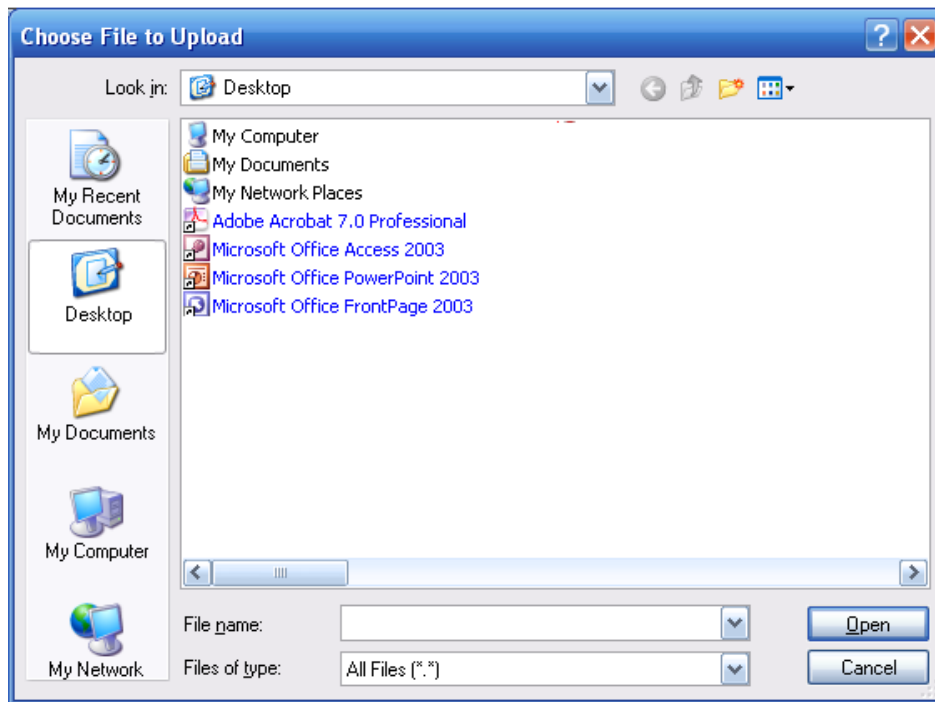 Choose File to Upload
Look in: Desktop
My Recent
Documents
Desktop
My Documents
My Computer
My Network
My Computer
My Documents
My Network Places
Adobe Acrobat 7.0 Professional
Microsoft Office Access 2003
Microsoft Office PowerPoint 2003
Microsoft Office FrontPage 2003
File name:
Open
Files of type: All Files (*.*)
Cancel